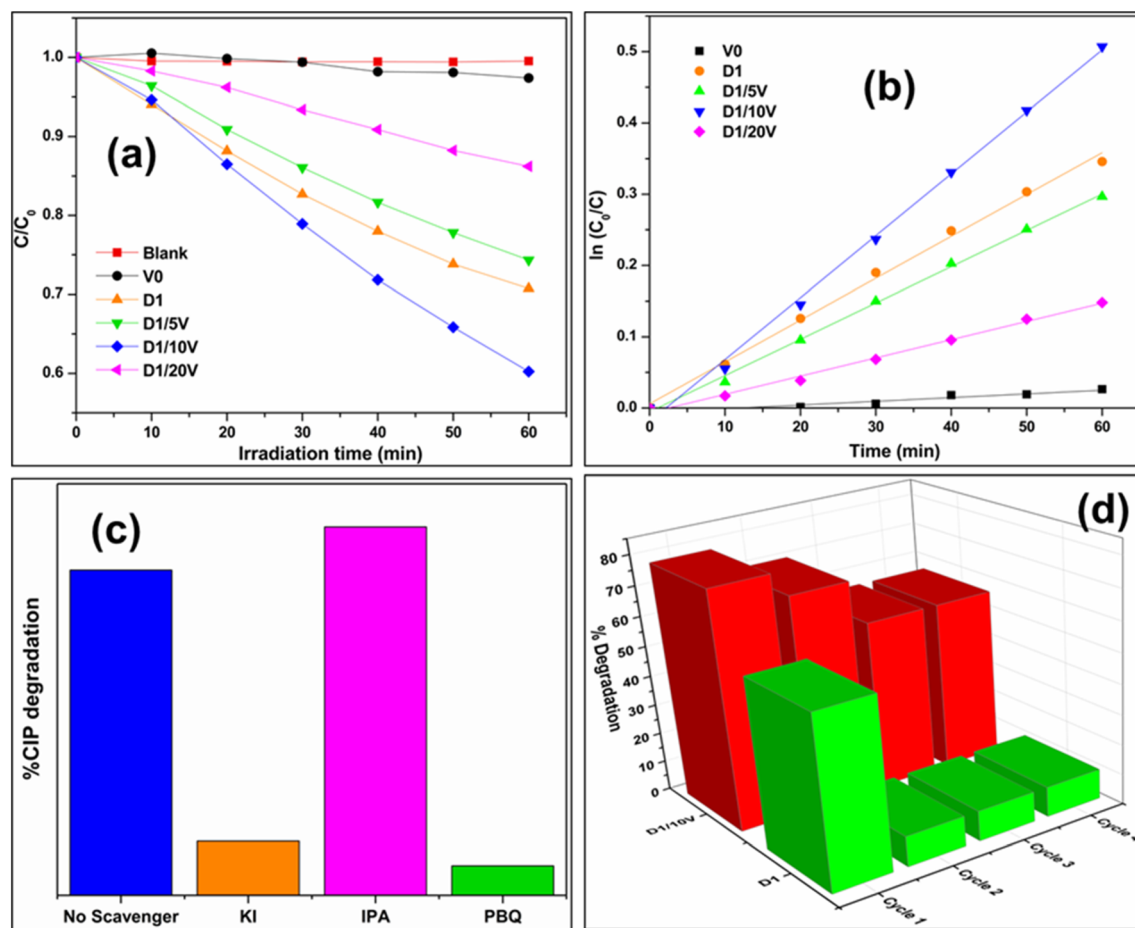 (a)
C/C0
1.0
0.9
0.8
0.7
0.6
Blank
V0
D1
D1/5V
D1/10V
D1/20V
0 10 20 30 40 50 60
Irradiation time (min)
(b)
ln (C0/C)
0.5
0.4
0.3
0.2
0.1
0.0
V0
D1
D1/5V
D1/10V
D1/20V
0 10 20 30 40 50 60
Time (min)
(c)
%CIP degradation
No Scavenger KI IPA PBQ
(d)
% Degradation
80
70
60
50
40
30
20
10
0
D1/10V
D1
Cycle 1
Cycle 2
Cycle 3
Cycle